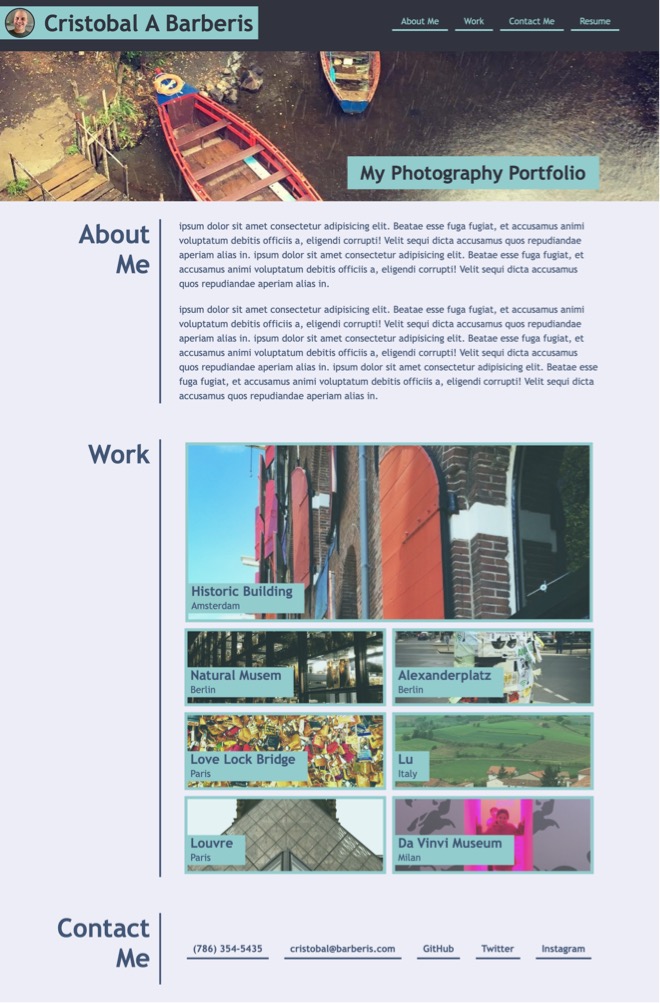 Cristobal A Barberis
About Me
Work
Contact Me
Resume
My Photography Portfolio
About
Me
ipsum dolor sit amet consectetur adipisicing elit. Beatae esse fuga fugiat, et accusamus animi
voluptatum debitis officiis a, eligendi corrupti! Velit sequi dicta accusamus quos repudiandae
aperiam alias in. ipsum dolor sit amet consectetur adipisicing elit. Beatae esse fuga fugiat, et
accusamus animi voluptatum debitis officiis a, eligendi corrupti! Velit sequi dicta accusamus
quos repudiandae aperiam alias in.
ipsum dolor sit amet consectetur adipisicing elit. Beatae esse fuga fugiat, et accusamus animi
voluptatum debitis officiis a, eligendi corrupti! Velit sequi dicta accusamus quos repudiandae
aperiam alias in. ipsum dolor sit amet consectetur adipisicing elit. Beatae esse fuga fugiat, et
accusamus animi voluptatum debitis officiis a, eligendi corrupti! Velit sequi dicta accusamus
quos repudiandae aperiam alias in. ipsum dolor sit amet consectetur adipisicing elit. Beatae esse
fuga fugiat, et accusamus animi voluptatum debitis officiis a, eligendi corrupti! Velit sequi dicta
accusamus quos repudiandae aperiam alias in.
Work
Historic Building
Amsterdam
Natural Musem
Berlin
Alexanderplatz
Berlin
Love Lock Bridge
Paris
Lu
Italy
Louvre
Paris
Da Vinvi Museum
Milan
Contact
Me
(786) 354-5435
cristobal@barberis.com
GitHub
Twitter
Instagram